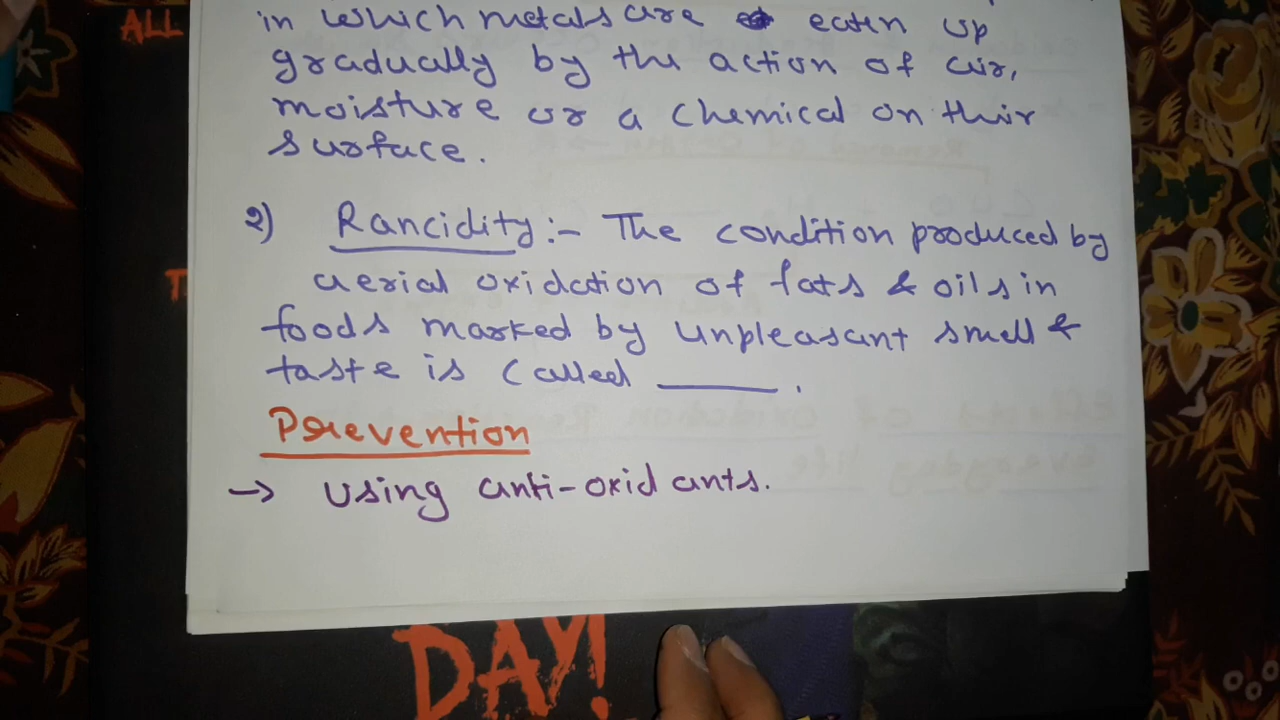 ALL
in which metals are eaten up
gradually by the action of air,
moisture or a chemical on their
surface.
2) Rancidity:- The condition produced by
aerial oxidation of fats & oils in
foods marked by unpleasant smell &
taste is called ______.
Prevention
→ using anti-oxidants.
DAY!